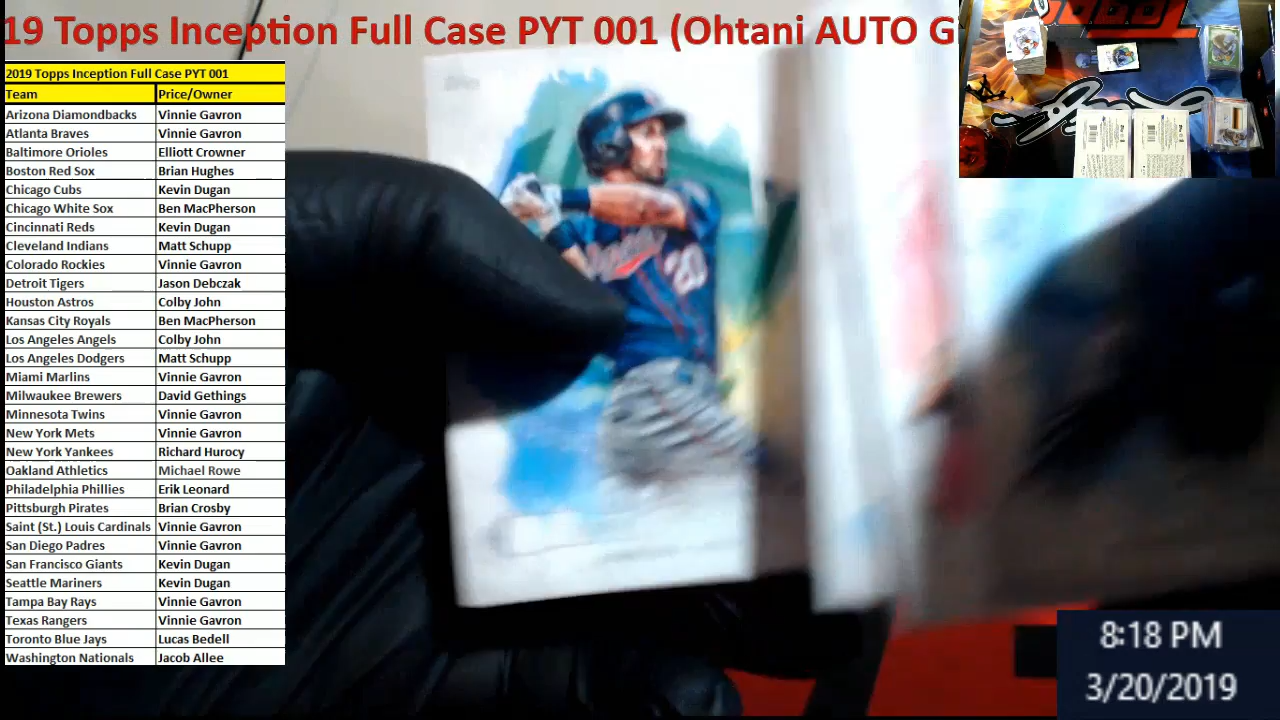 19 Topps Inception Full Case PYT 001 (Ohtani AUTO G
2019 Topps Inception Full Case PYT 001
Team Price/Owner
Arizona Diamondbacks Vinnie Gavron
Atlanta Braves Vinnie Gavron
Baltimore Orioles Elliott Crowner
Boston Red Sox Brian Hughes
Chicago Cubs Kevin Dugan
Chicago White Sox Ben MacPherson
Cincinnati Reds Kevin Dugan
Cleveland Indians Matt Schupp
Colorado Rockies Vinnie Gavron
Detroit Tigers Jason Debczak
Houston Astros Colby John
Kansas City Royals Ben MacPherson
Los Angeles Angels Colby John
Los Angeles Dodgers Matt Schupp
Miami Marlins Vinnie Gavron
Milwaukee Brewers David Gethings
Minnesota Twins Vinnie Gavron
New York Mets Vinnie Gavron
New York Yankees Richard Hurocy
Oakland Athletics Michael Rowe
Philadelphia Phillies Erik Leonard
Pittsburgh Pirates Brian Crosby
Saint (St.) Louis Cardinals Vinnie Gavron
San Diego Padres Vinnie Gavron
San Francisco Giants Kevin Dugan
Seattle Mariners Kevin Dugan
Tampa Bay Rays Vinnie Gavron
Texas Rangers Vinnie Gavron
Toronto Blue Jays Lucas Bedell
Washington Nationals Jacob Allee
20
8:18 PM
3/20/2019